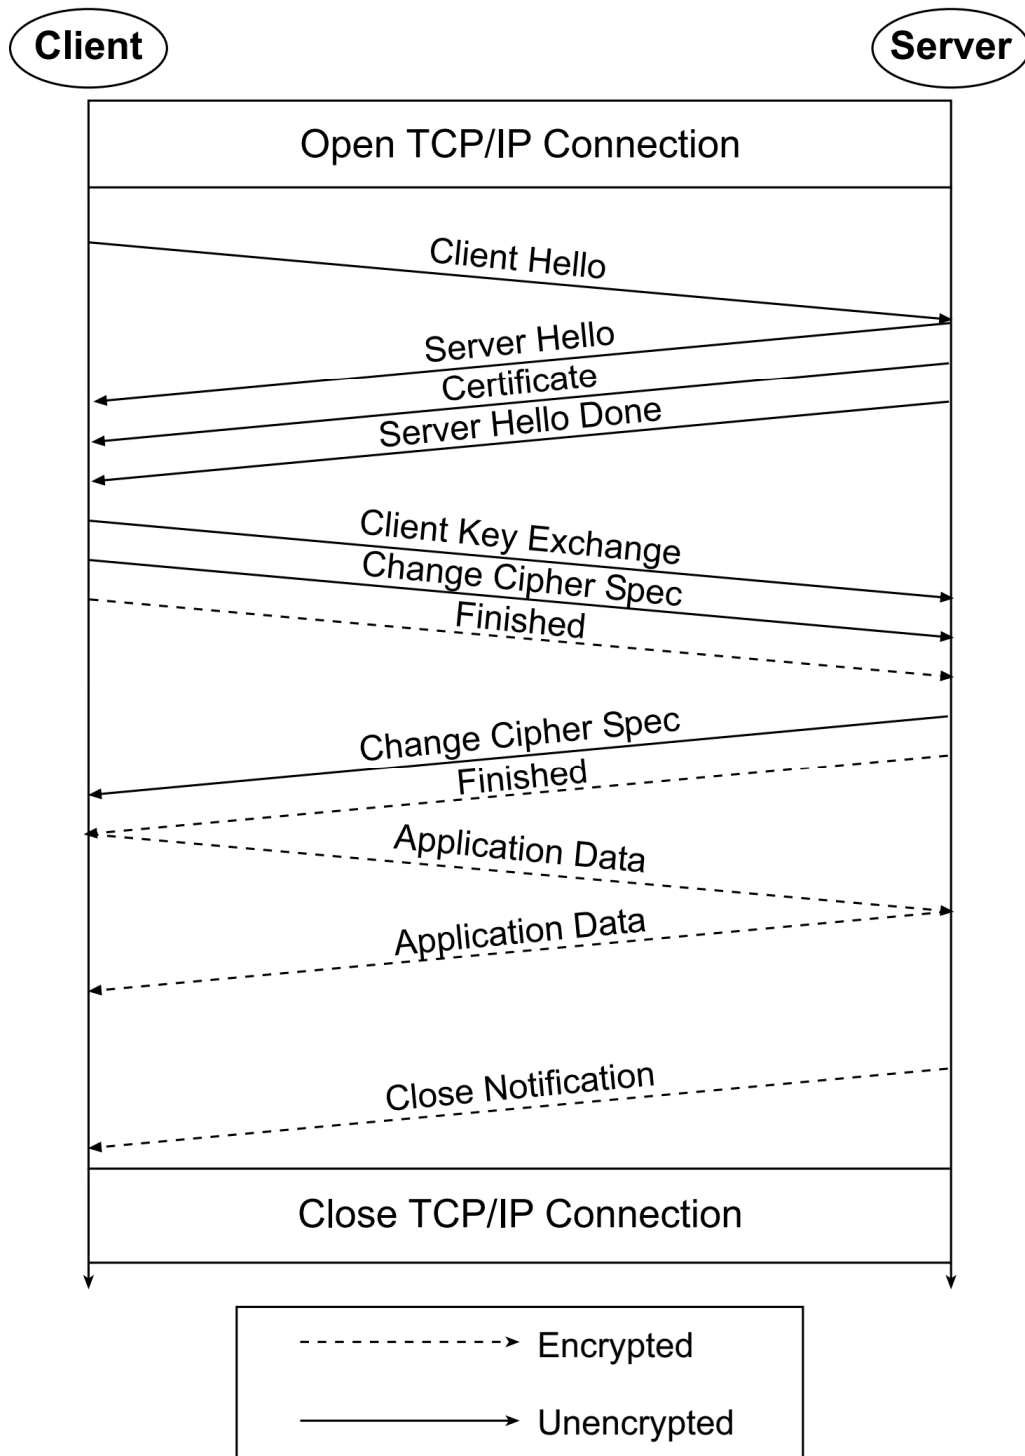 Client
Server
Open TCP/IP Connection
Client Hello
Server Hello
Certificate
Server Hello Done
Client Key Exchange
Change Cipher Spec
Finished
Change Cipher Spec
Finished
Application Data
Application Data
Close Notification
Close TCP/IP Connection
Encrypted
Unencrypted